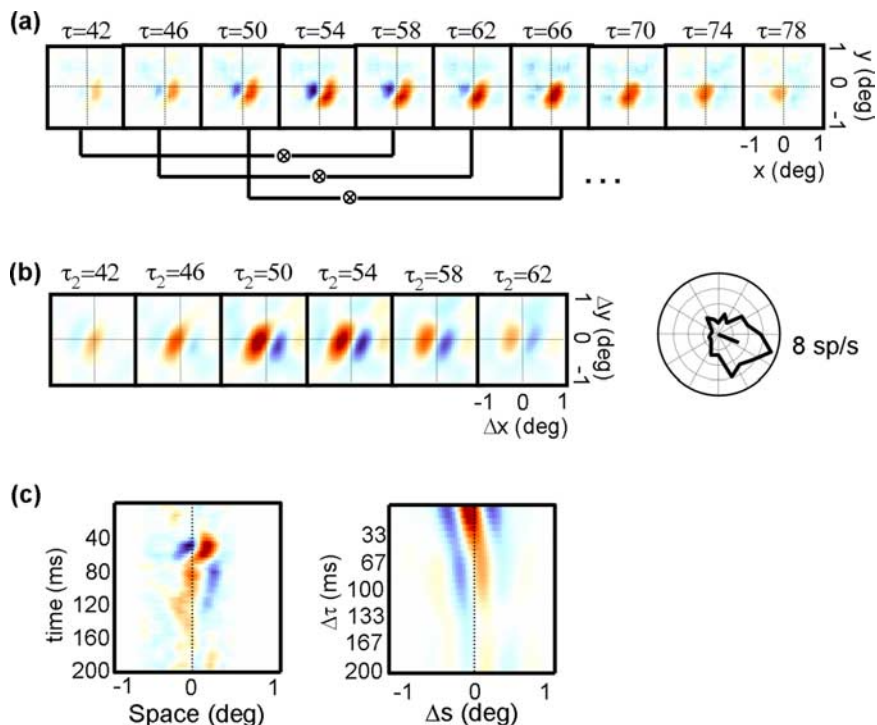 (a)
τ=42 τ=46 τ=50 τ=54 τ=58 τ=62 τ=66 τ=70 τ=74 τ=78
1
0
-1
y (deg)
-1 0 1
x (deg)
...
(b)
τ2=42 τ2=46 τ2=50 τ2=54 τ2=58 τ2=62
1
0
-1
Δy (deg)
-1 0 1
Δx (deg)
8 sp/s
(c)
time (ms)
40
80
120
160
200
-1 0 1
Space (deg)
Δτ (ms)
33
67
100
133
167
200
-1 0 1
Δs (deg)